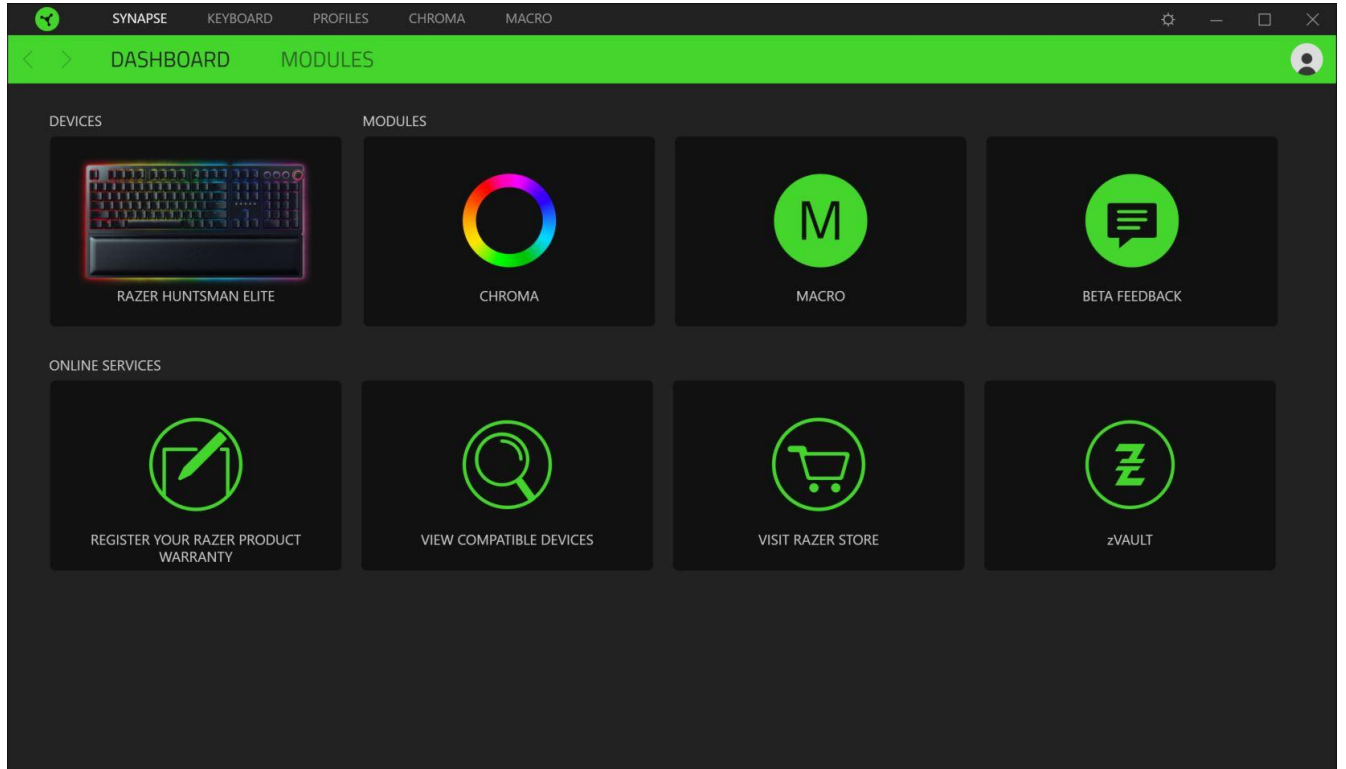 SYNAPSE KEYBOARD PROFILES CHROMA MACRO
DASHBOARD MODULES
DEVICES MODULES
RAZER HUNTSMAN ELITE
CHROMA
M
MACRO
BETA FEEDBACK
ONLINE SERVICES
REGISTER YOUR RAZER PRODUCT
WARRANTY
VIEW COMPATIBLE DEVICES
VISIT RAZER STORE
zVAULT